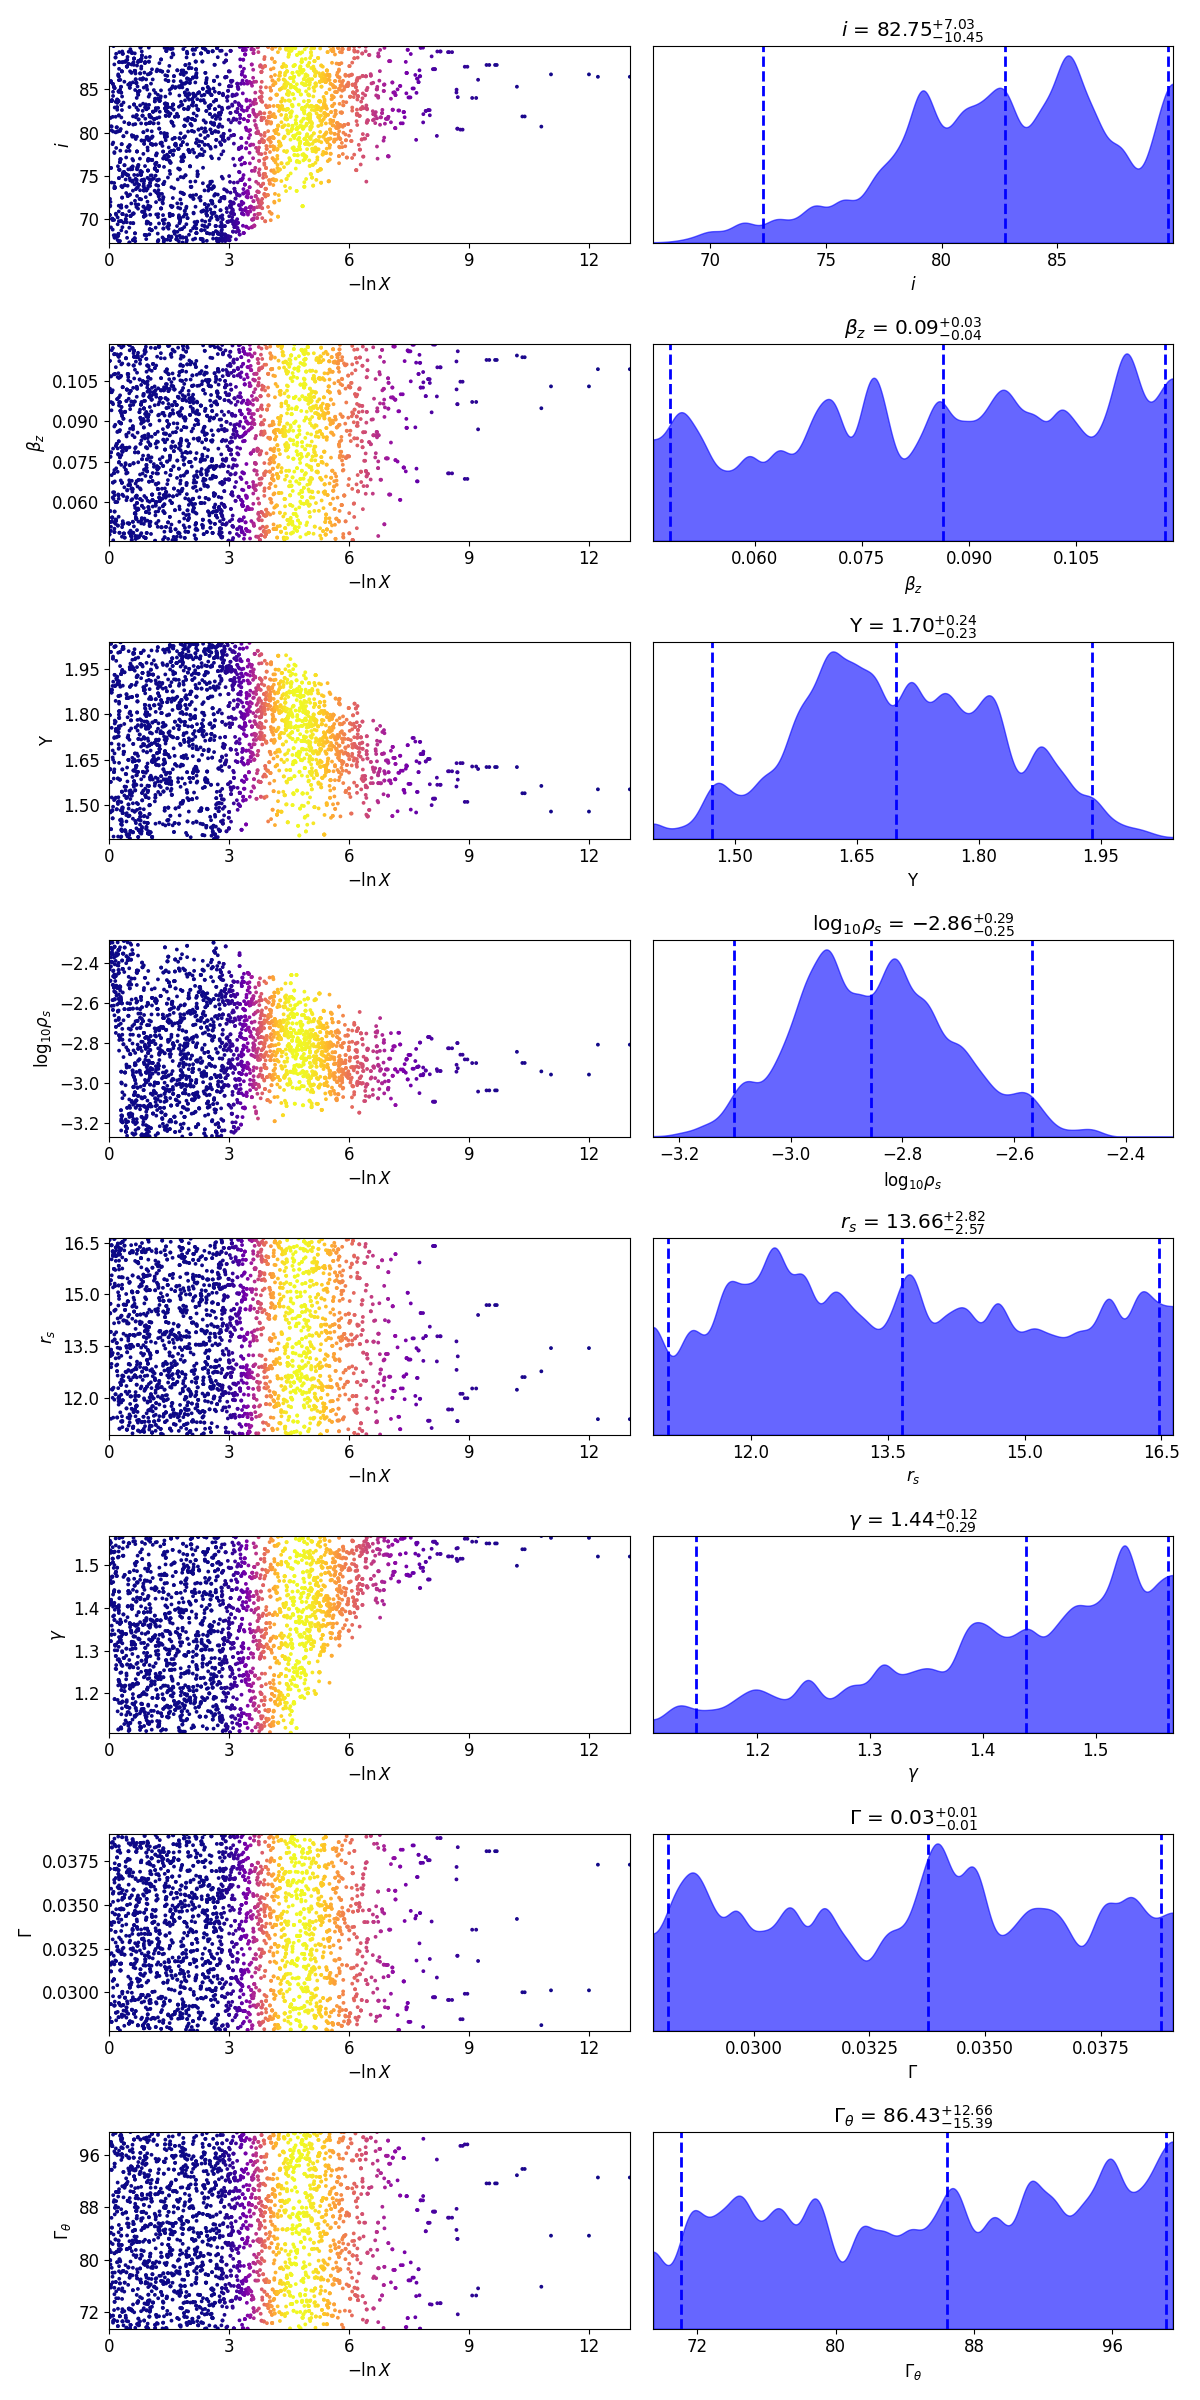 i = 82.75^{+7.03}_{-10.45}
85
80
75
70
i
0 3 6 9 12
−ln X
70 75 80 85
i
β_z = 0.09^{+0.03}_{-0.04}
0.105
0.090
0.075
0.060
β_z
0 3 6 9 12
−ln X
0.060 0.075 0.090 0.105
β_z
Υ = 1.70^{+0.24}_{-0.23}
1.95
1.80
1.65
1.50
Υ
0 3 6 9 12
−ln X
1.50 1.65 1.80 1.95
Υ
log₁₀ρ_s = −2.86^{+0.29}_{-0.25}
−2.4
−2.6
−2.8
−3.0
−3.2
log₁₀ρ_s
0 3 6 9 12
−ln X
−3.2 −3.0 −2.8 −2.6 −2.4
log₁₀ρ_s
r_s = 13.66^{+2.82}_{-2.57}
16.5
15.0
13.5
12.0
r_s
0 3 6 9 12
−ln X
12.0 13.5 15.0 16.5
r_s
γ = 1.44^{+0.12}_{-0.29}
1.5
1.4
1.3
1.2
γ
0 3 6 9 12
−ln X
1.2 1.3 1.4 1.5
γ
Γ = 0.03^{+0.01}_{-0.01}
0.0375
0.0350
0.0325
0.0300
Γ
0 3 6 9 12
−ln X
0.0300 0.0325 0.0350 0.0375
Γ
Γ_θ = 86.43^{+12.66}_{-15.39}
96
88
80
72
Γ_θ
0 3 6 9 12
−ln X
72 80 88 96
Γ_θ